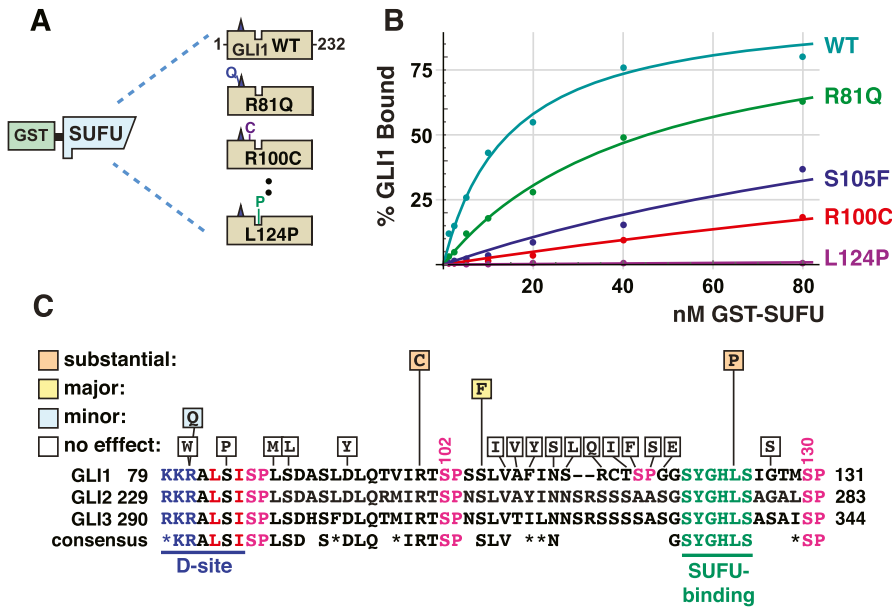 A
GST
SUFU
1-
GLI1 WT
-232
Q
R81Q
C
R100C
P
L124P
B
% GLI1 Bound
75
50
25
20
40
60
80
nM GST-SUFU
WT
R81Q
S105F
R100C
L124P
C
substantial:
major:
minor:
no efffect:
C
P
F
Q
W P M L Y I V Y S L Q I F S E S
102
130
GLI1 79 KKRALSISPLSDASLDLQTVIRTSPSSLVAFINS--RCTSPGGSYGHLSIGTMSP 131
GLI2 229 RKRALSISPLSDASLDLQRMIRTSPNSLVAYINNSRSSSAASGSYGHLSAGALSP 283
GLI3 290 RKRALSISPLSDHSFDLQTMIRTSPNSLVTILNNSRSSSSASGSYGHLSASAISP 344
consensus *KRALSISPLSD S*DLQ *IRTSP SLV **N GSYGHLS *SP
D-site
SUFU-
binding